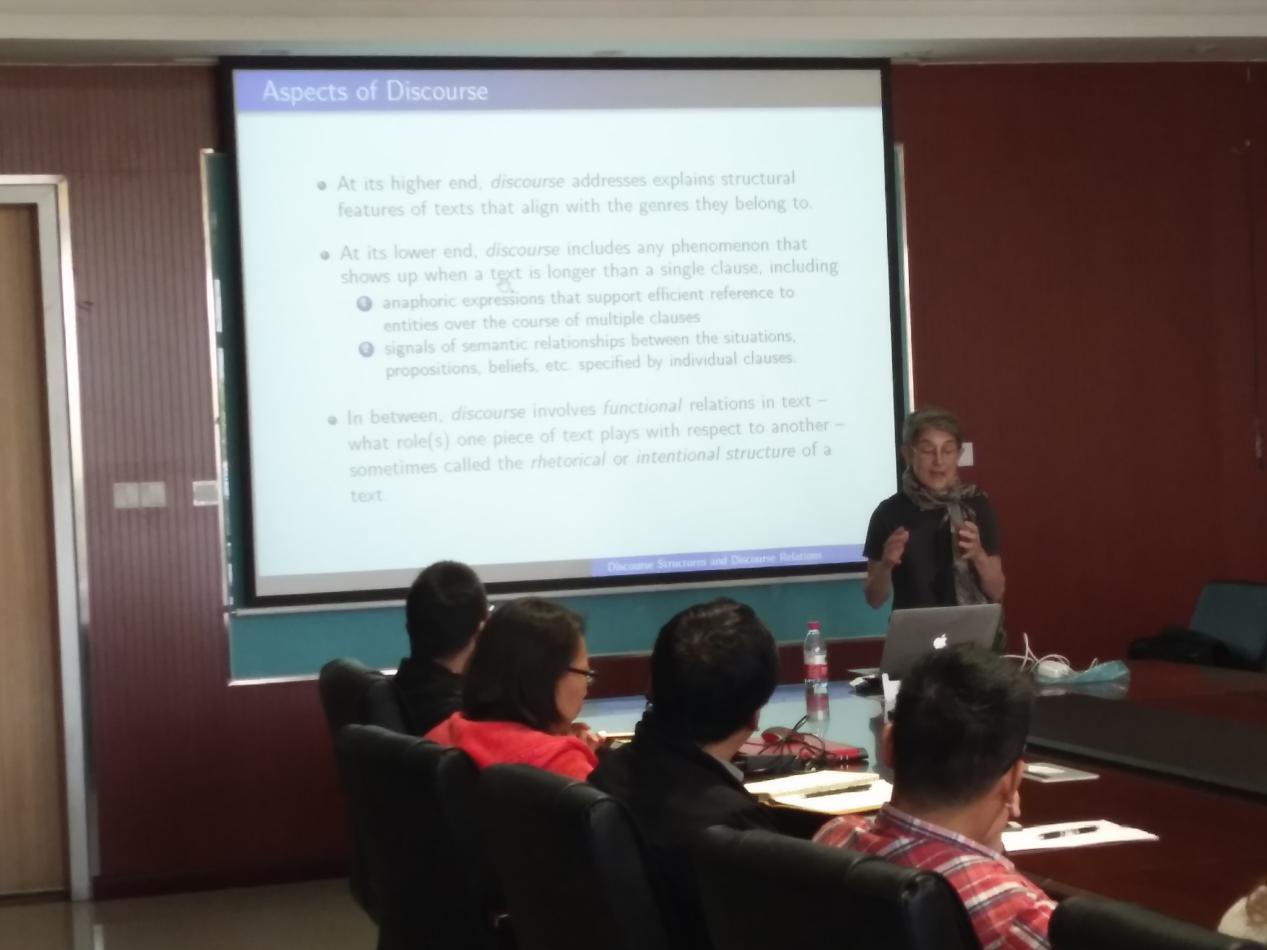 Aspects of Discourse
At its higher end, discourse addresses explains structural
features of texts that align with the genres they belong to.
At its lower end, discourse includes any phenomenon that
shows up when a text is longer than a single clause, including
1 anaphoric expressions that support efficient reference to
entities over the course of multiple clauses
2 signals of semantic relationships between the situations,
propositions, beliefs, etc. specified by individual clauses.
In between, discourse involves functional relations in text –
what role(s) one piece of text plays with respect to another –
sometimes called the rhetorical or intentional structure of a
text.
Discourse Structures and Discourse Relations